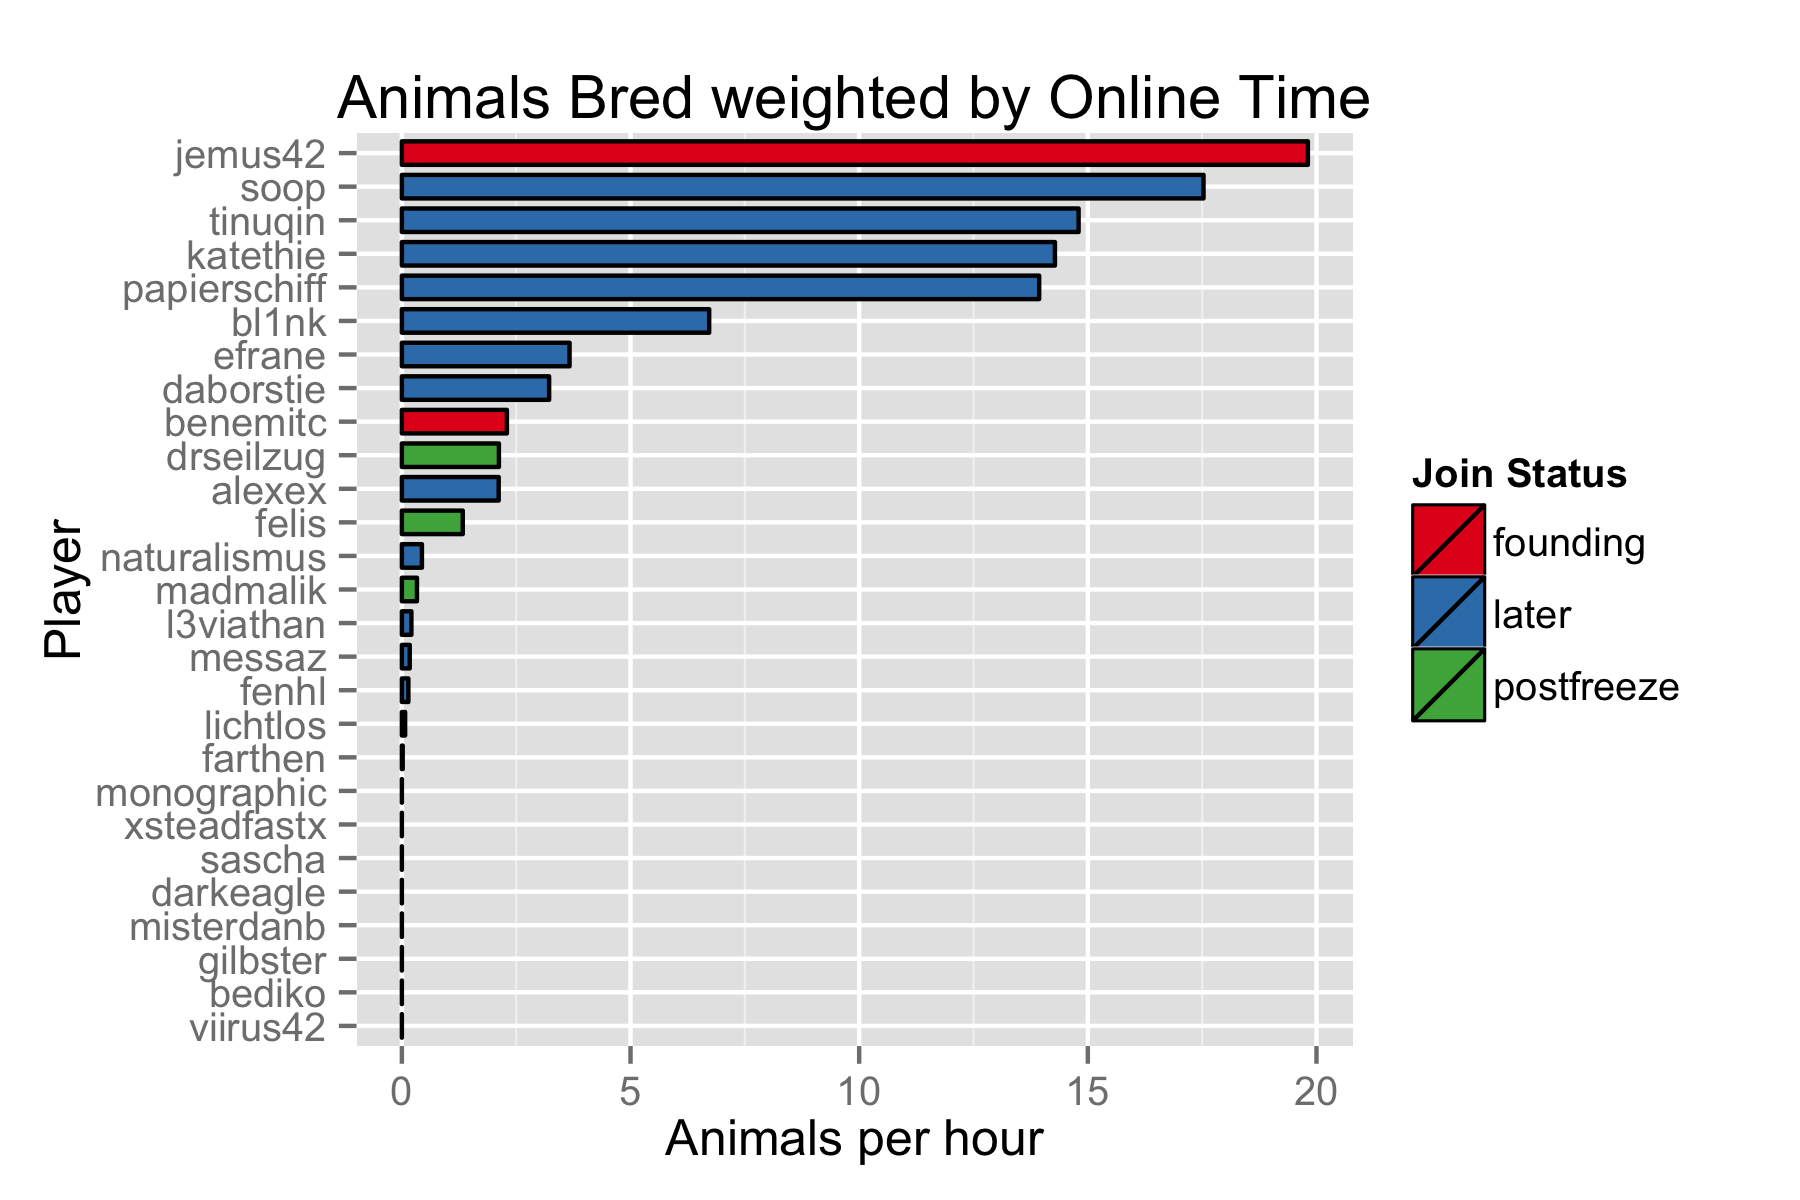 Animals Bred weighted by Online Time
jemus42
soop
tinuqin
katethie
papierschiff
bl1nk
efrane
daborstie
benemitc
drseilzug
alexex
felis
naturalismus
madmalik
l3viathan
messaz
fenhl
lichtlos
farthen
monographic
xsteadfastx
sascha
darkeagle
misterdanb
gilbster
bediko
viirus42
Player
0 5 10 15 20
Animals per hour
Join Status
founding
later
postfreeze